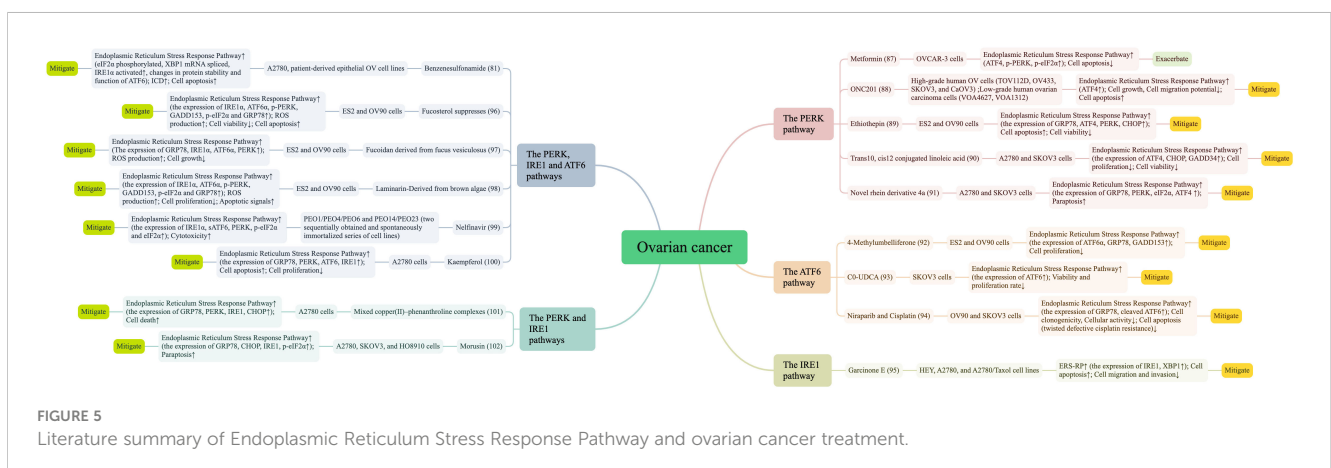 Mitigate
Endoplasmic Reticulum Stress Response Pathway↑
(eIF2α phosphorylated, XBP1 mRNA spliced,
IRE1α activated↑, changes in protein stability and
function of ATF6); ICD↑; Cell apoptosis↑
A2780, patient-derived epithelial OV cell lines
Benzenesulfonamide (81)
Mitigate
Endoplasmic Reticulum Stress Response Pathway↑
(the expression of IRE1α, ATF6α, p-PERK,
GADD153, p-eIF2α and GRP78↑); ROS
production↑; Cell viability↓; Cell apoptosis↑
ES2 and OV90 cells
Fucosterol suppresses (96)
Mitigate
Endoplasmic Reticulum Stress Response Pathway↑
(The expression of GRP78, IRE1α, ATF6α, PERK↑);
ROS production↑; Cell growth↓
ES2 and OV90 cells
Fucoidan derived from fucus vesiculosus (97)
Mitigate
Endoplasmic Reticulum Stress Response Pathway↑
(the expression of IRE1α, ATF6α, p-PERK,
GADD153, p-eIF2α and GRP78↑); ROS
production↑; Cell proliferation↓; Apoptotic signals↑
ES2 and OV90 cells
Laminarin-Derived from brown algae (98)
Mitigate
Endoplasmic Reticulum Stress Response Pathway↑
(the expression of IRE1α, sATF6, PERK, p-eIF2α
and eIF2α↑); Cytotoxicity↑
PEO1/PEO4/PEO6 and PEO14/PEO23 (two
sequentially obtained and spontaneously
immortalized series of cell lines)
Nelfinavir (99)
Mitigate
Endoplasmic Reticulum Stress Response Pathway↑
(the expression of GRP78, PERK, ATF6, IRE1↑);
Cell apoptosis↑; Cell proliferation↓
A2780 cells
Kaempferol (100)
The PERK,
IRE1 and ATF6
pathways
Mitigate
Endoplasmic Reticulum Stress Response Pathway↑
(the expression of GRP78, PERK, IRE1, CHOP↑);
Cell death↑
A2780 cells
Mixed copper(II)–phenanthroline complexes (101)
Mitigate
Endoplasmic Reticulum Stress Response Pathway↑
(the expression of GRP78, CHOP, IRE1, p-eIF2α↑);
Paraptosis↑
A2780, SKOV3, and HO8910 cells
Morusin (102)
The PERK and
IRE1
pathways
Ovarian cancer
The PERK
pathway
Metformin (87)
OVCAR-3 cells
Endoplasmic Reticulum Stress Response Pathway↑
(ATF4, p-PERK, p-eIF2α↑); Cell apoptosis↓
Exacerbate
ONC201 (88)
High-grade human OV cells (TOV112D, OV433,
SKOV3, and CaOV3) ;Low-grade human ovarian
carcinoma cells (VOA4627, VOA1312)
Endoplasmic Reticulum Stress Response Pathway↑
(ATF4↑); Cell growth, Cell migration potential↓;
Cell apoptosis↑
Mitigate
Ethiothepin (89)
ES2 and OV90 cells
Endoplasmic Reticulum Stress Response Pathway↑
(the expression of GRP78, ATF4, PERK, CHOP↑);
Cell apoptosis↑; Cell viability↓
Mitigate
Trans10, cis12 conjugated linoleic acid (90)
A2780 and SKOV3 cells
Endoplasmic Reticulum Stress Response Pathway↑
(the expression of ATF4, CHOP, GADD34↑); Cell
proliferation↓; Cell viability↓
Mitigate
Novel rhein derivative 4a (91)
A2780 and SKOV3 cells
Endoplasmic Reticulum Stress Response Pathway↑
(the expression of GRP78, PERK, eIF2α, ATF4 ↑);
Paraptosis↑
Mitigate
The ATF6
pathway
4-Methylumbelliferone (92)
ES2 and OV90 cells
Endoplasmic Reticulum Stress Response Pathway↑
(the expression of ATF6α, GRP78, GADD153↑);
Cell proliferation↓
Mitigate
C0-UDCA (93)
SKOV3 cells
Endoplasmic Reticulum Stress Response Pathway↑
(the expression of ATF6↑); Viability and
proliferation rate↓
Mitigate
Niraparib and Cisplatin (94)
OV90 and SKOV3 cells
Endoplasmic Reticulum Stress Response Pathway↑
(the expression of GRP78, cleaved ATF6↑); Cell
clonogenicity, Cellular activity↓; Cell apoptosis
(twisted defective cisplatin resistance)↓
Mitigate
The IRE1
pathway
Garcinone E (95)
HEY, A2780, and A2780/Taxol cell lines
ERS-RP↑ (the expression of IRE1, XBP1↑); Cell
apoptosis↑; Cell migration and invasion↓
Mitigate
FIGURE 5
Literature summary of Endoplasmic Reticulum Stress Response Pathway and ovarian cancer treatment.